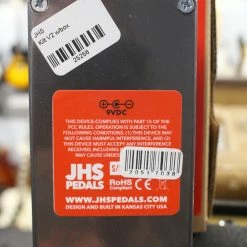 JHS
Kilt V2 w/box
25258
9VDC
THIS DEVICE COMPLIES WITH PART 15 OF THE
FCC RULES. OPERATION IS SUBJECT TO THE
FOLLOWING CONDITIONS: (1) THIS DEVICE MAY
NOT CAUSE HARMFUL INTERFERENCE, AND (2)
THIS DEVICE MUST ACCEPT ANY INTERFERENCE
RECEIVED, INCLUDING
MAY CAUSE UNDES
S/
20517038
JHS
PEDALS
RoHS
Compliant
CE
WWW.JHSPEDALS.COM
DESIGN AND BUILT IN KANSAS CITY USA